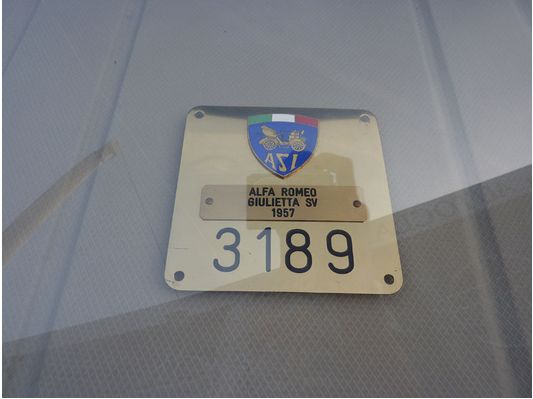 ASI
ALFA ROMEO
GIULIETTA SV
1957
3189